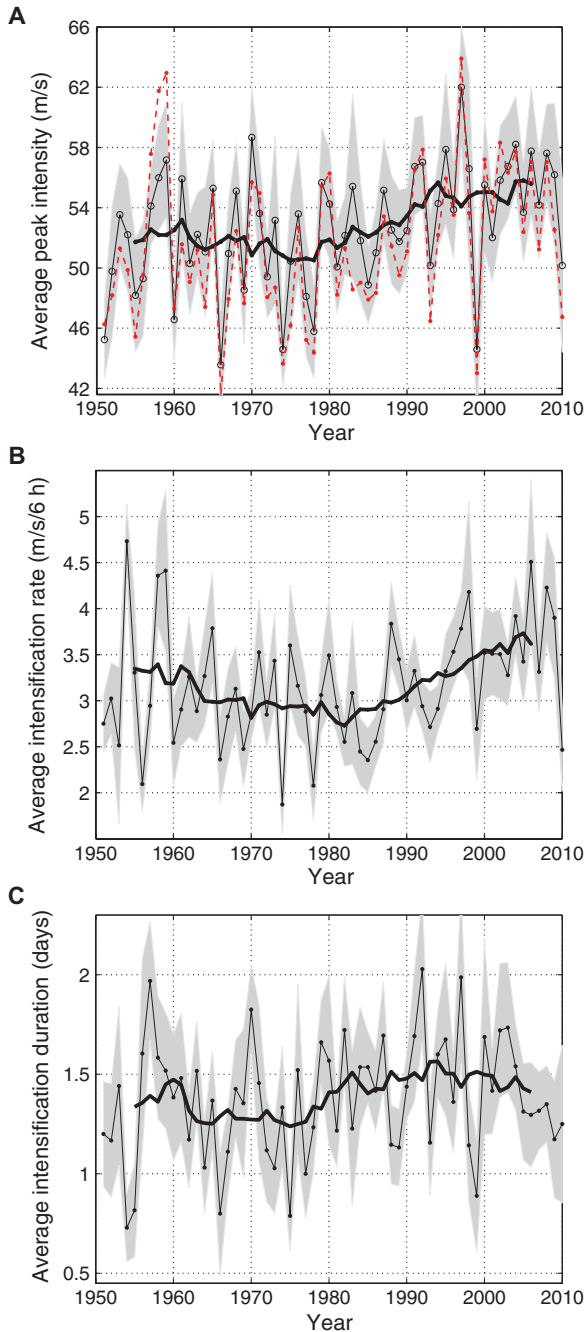 A
66
62
58
54
50
46
42
Average peak intensity (m/s)
1950 1960 1970 1980 1990 2000 2010
Year
B
5
4.5
4
3.5
3
2.5
2
Average intensification rate (m/s/6 h)
1950 1960 1970 1980 1990 2000 2010
Year
C
2
1.5
1
0.5
Average intensification duration (days)
1950 1960 1970 1980 1990 2000 2010
Year